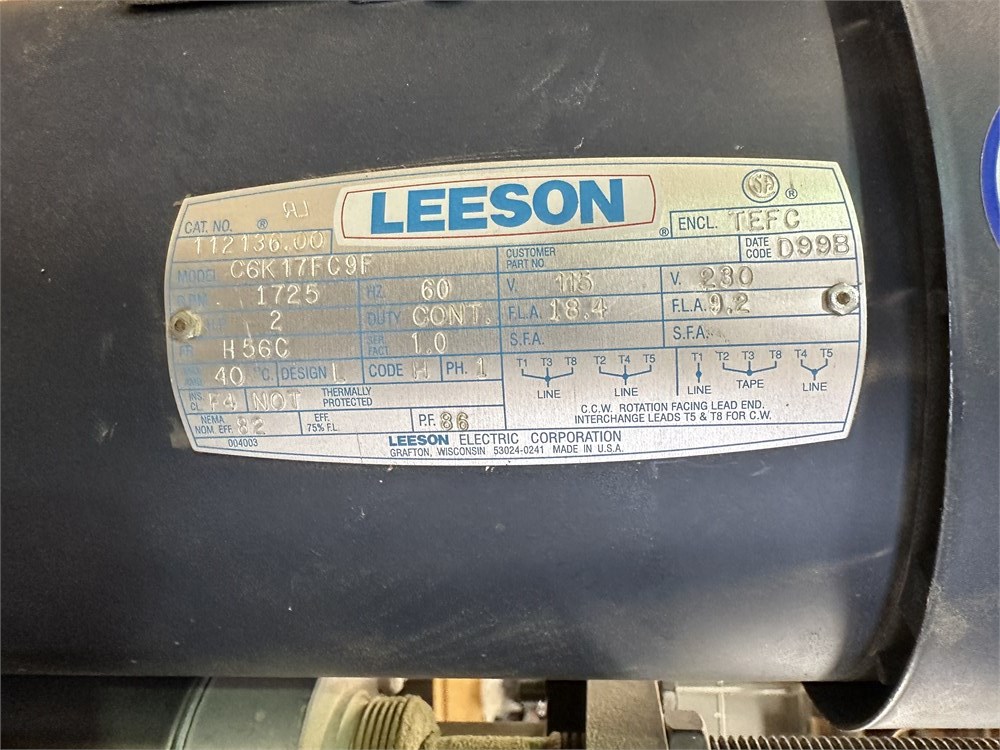 LEESON ®
CAT. NO. ®
112136.00
ENCL. TEFC
MODEL C6K17FC9F
CUSTOMER PART NO.
DATE CODE D99B
1725 HZ. 60 V. 115 V. 230
2 DUTY CONT. F.L.A. 18.4 F.L.A. 9.2
FR. H56C SER. FACT. 1.0 S.F.A. S.F.A.
40 °C. DESIGN L CODE H PH. 1
T1 T3 T8 T2 T4 T5 T1 T2 T3 T8 T4 T5
LINE LINE LINE TAPE LINE
INS. CL. F4 NOT THERMALLY PROTECTED
C.C.W. ROTATION FACING LEAD END.
INTERCHANGE LEADS T5 & T8 FOR C.W.
NEMA NOM. EFF. 82 EFF. 75% F.L. P.F. 86
004003
LEESON ELECTRIC CORPORATION
GRAFTON, WISCONSIN 53024-0241 MADE IN U.S.A.